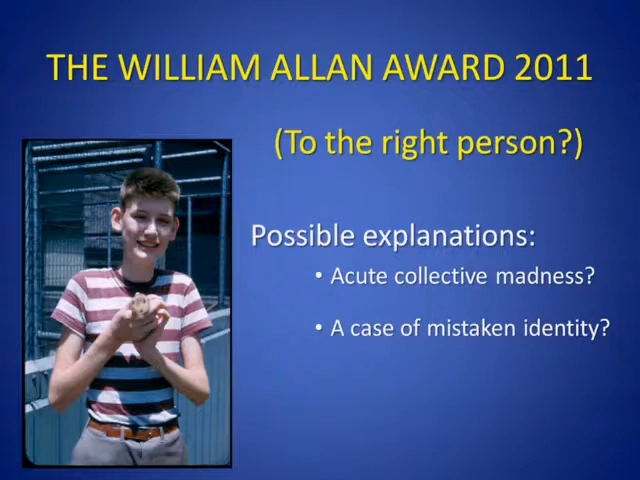 THE WILLIAM ALLAN AWARD 2011
(To the right person?)
Possible explanations:
• Acute collective madness?
• A case of mistaken identity?